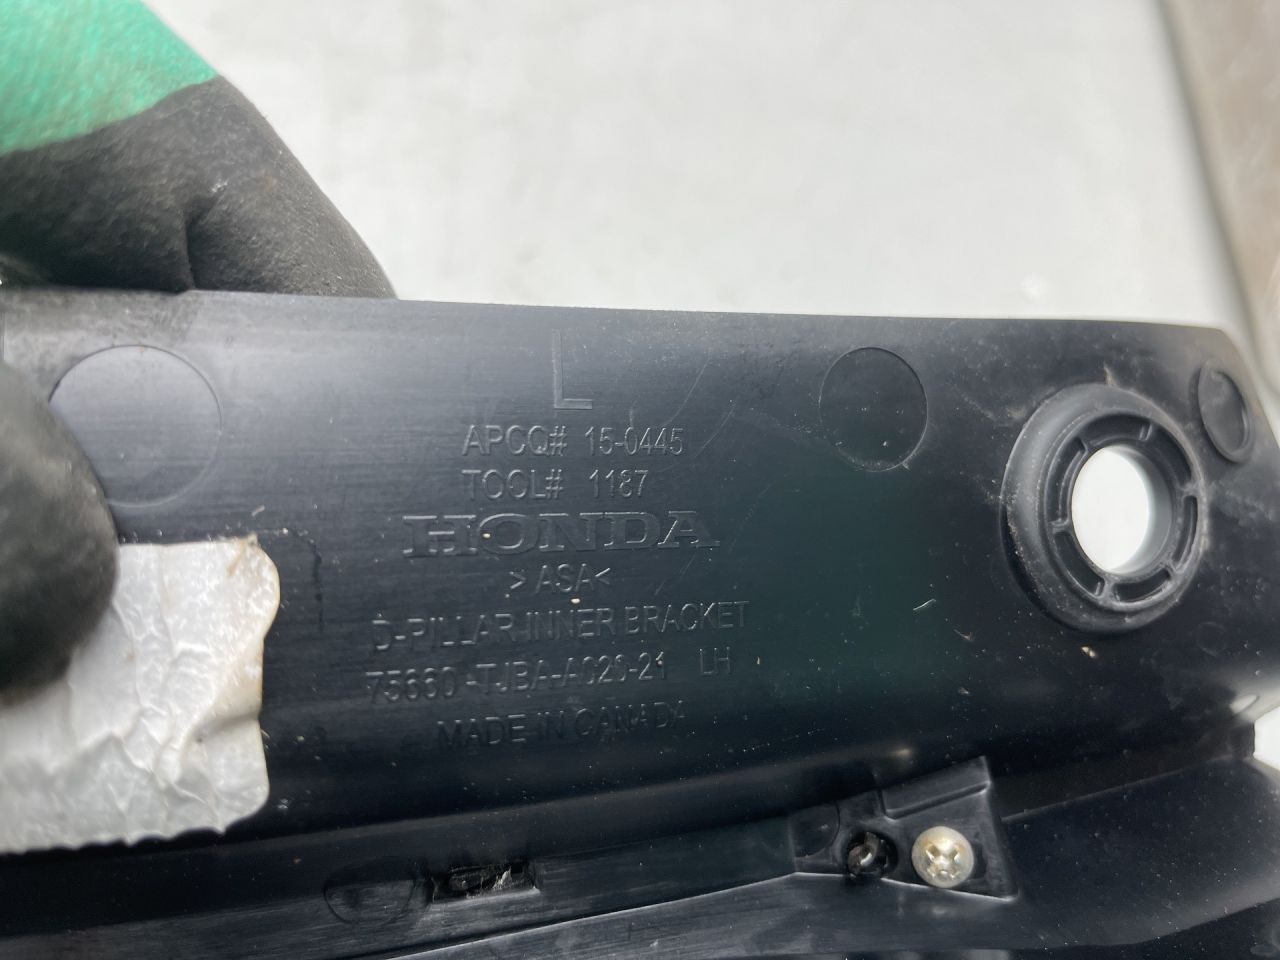 L
APCQ# 15-0445
TOOL# 1187
HONDA
>ASA<
D-PILLAR INNER BRACKET
75660-TJBA-A020-21 LH
MADE IN CANADA